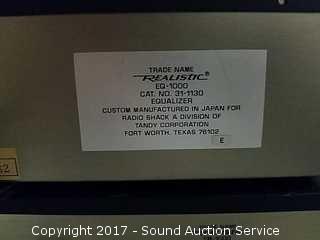 TRADE NAME
REALISTIC®
EQ-1000
CAT. NO. 31-1130
EQUALIZER
CUSTOM MANUFACTURED IN JAPAN FOR
RADIO SHACK A DIVISION OF
TANDY CORPORATION
FORT WORTH, TEXAS 76102
E
Copyright 2017 - Sound Auction Service